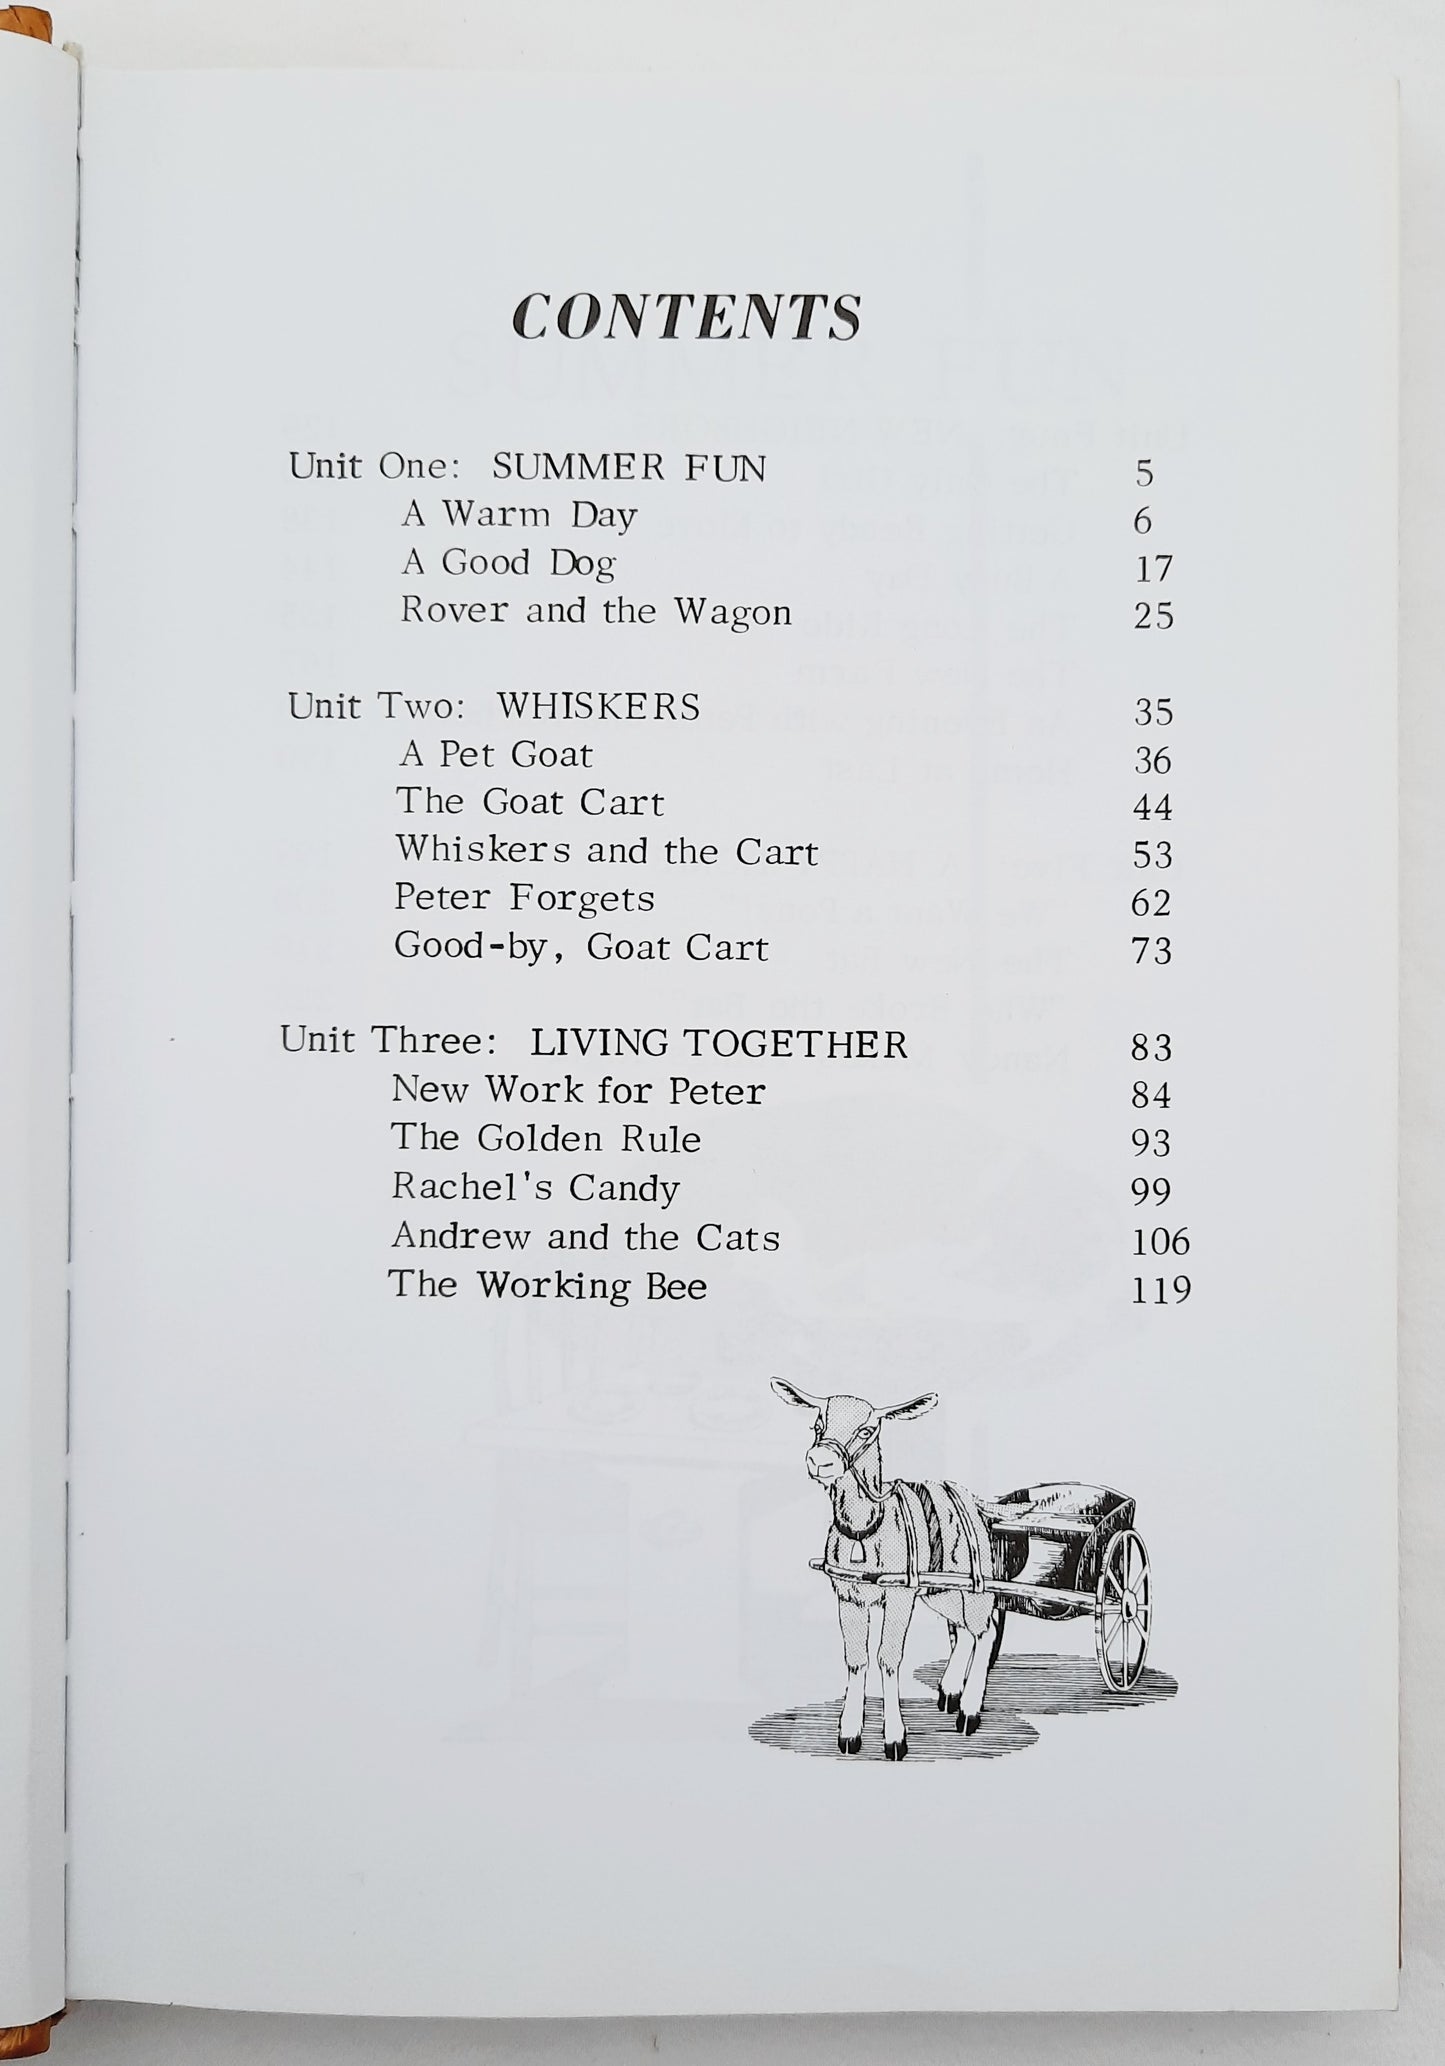 CONTENTS
Unit One: SUMMER FUN 5
A Warm Day 6
A Good Dog 17
Rover and the Wagon 25
Unit Two: WHISKERS 35
A Pet Goat 36
The Goat Cart 44
Whiskers and the Cart 53
Peter Forgets 62
Good-by, Goat Cart 73
Unit Three: LIVING TOGETHER 83
New Work for Peter 84
The Golden Rule 93
Rachel's Candy 99
Andrew and the Cats 106
The Working Bee 119